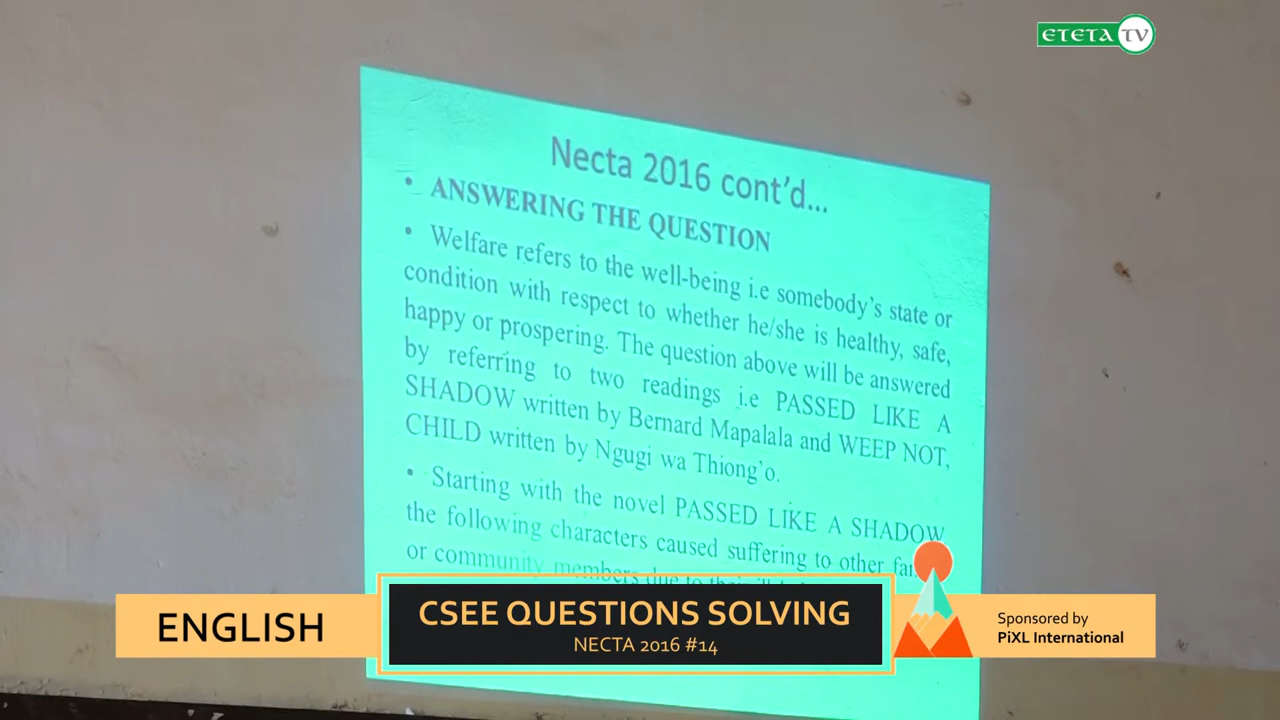 ETETA TV
Necta 2016 cont'd...
• ANSWERING THE QUESTION
• Welfare refers to the well-being i.e somebody's state or
condition with respect to whether he/she is healthy, safe,
happy or prospering. The question above will be answered
by referring to two readings i.e PASSED LIKE A
SHADOW written by Bernard Mapalala and WEEP NOT,
CHILD written by Ngugi wa Thiong'o.
• Starting with the novel PASSED LIKE A SHADOW
the following characters caused suffering to other
or community members due to their
ENGLISH
CSEE QUESTIONS SOLVING
NECTA 2016 #14
Sponsored by
PiXL International